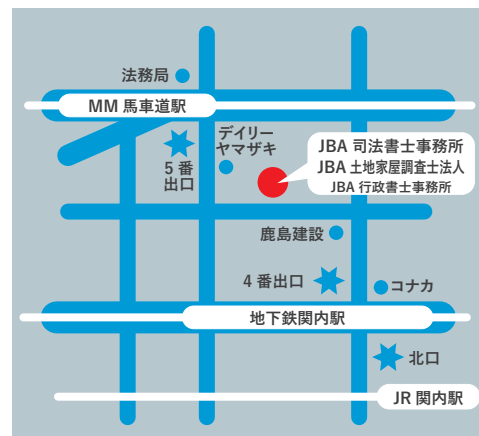 法務局
MM 馬車道駅
デイリー
ヤマザキ
5番
出口
JBA 司法書士事務所
JBA 土地家屋調査士法人
JBA 行政書士事務所
鹿島建設
4番出口
コナカ
地下鉄関内駅
北口
JR 関内駅